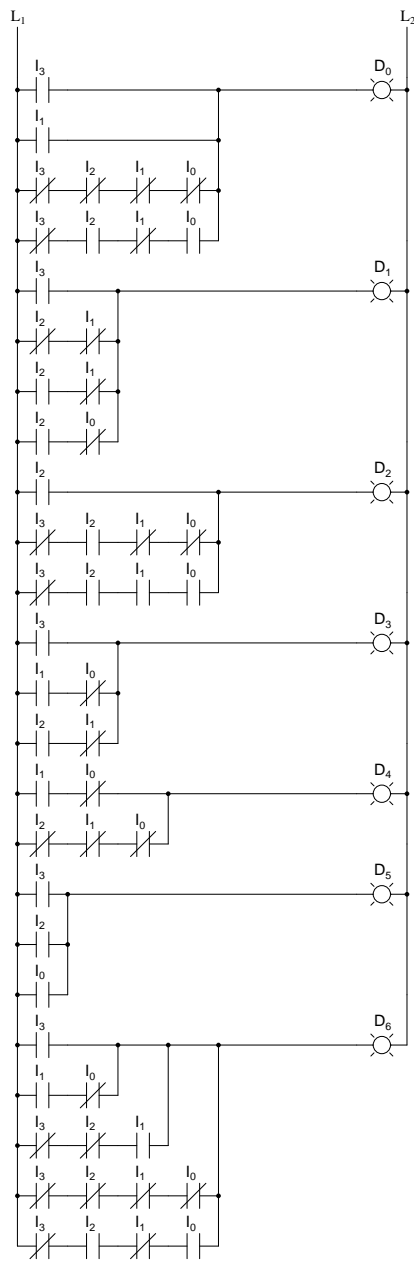 L₁ L₂
I₃ D₀
I₁
I₃ I₂ I₁ I₀
I₃ I₂ I₁ I₀
I₃ D₁
I₂ I₁
I₂ I₁
I₂ I₀
I₂ D₂
I₃ I₂ I₁ I₀
I₃ I₂ I₁ I₀
I₃ D₃
I₁ I₀
I₂ I₁
I₁ I₀ D₄
I₂ I₁ I₀
I₃ D₅
I₂
I₀
I₃ D₆
I₁ I₀
I₃ I₂ I₁
I₃ I₂ I₁ I₀
I₃ I₂ I₁ I₀